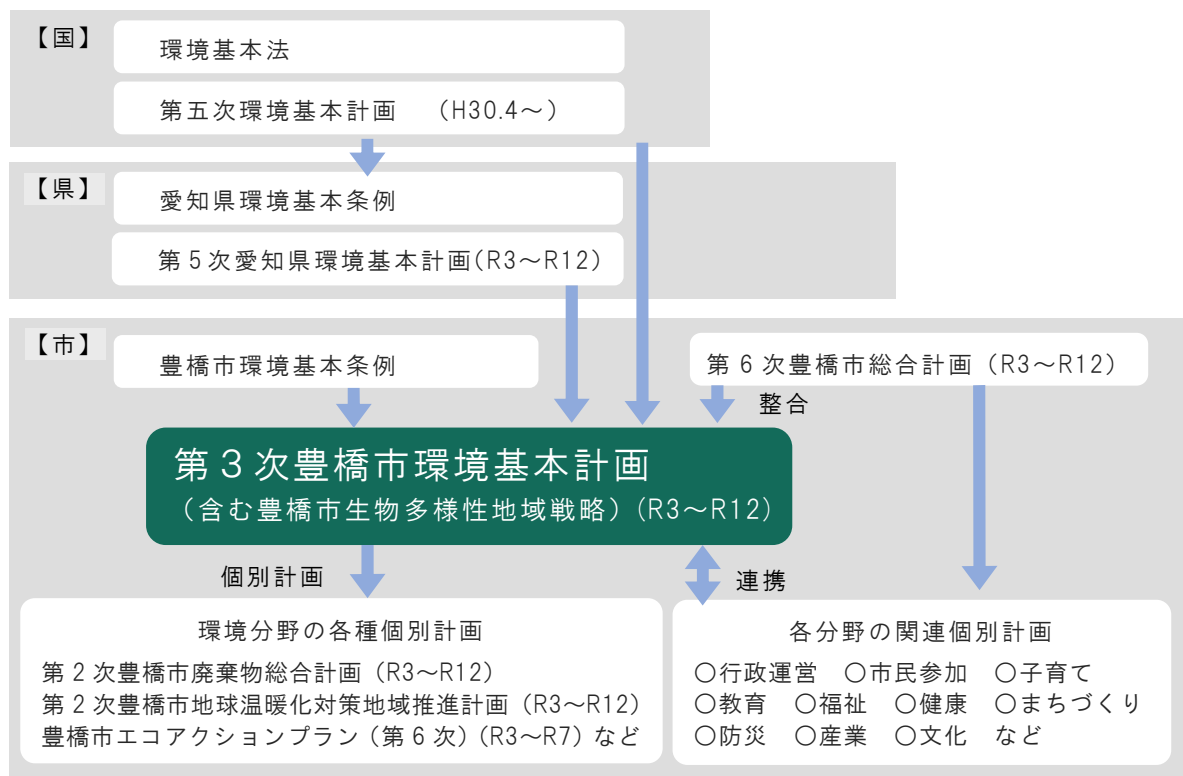 【国】
環境基本法
第五次環境基本計画　（H30.4～）
【県】
愛知県環境基本条例
第5次愛知県環境基本計画(R3～R12)
【市】
豊橋市環境基本条例
第6次豊橋市総合計画（R3～R12）
整合
第3次豊橋市環境基本計画
（含む豊橋市生物多様性地域戦略）(R3～R12)
個別計画
連携
環境分野の各種個別計画
第2次豊橋市廃棄物総合計画（R3～R12）
第2次豊橋市地球温暖化対策地域推進計画（R3～R12）
豊橋市エコアクションプラン（第6次）(R3～R7) など
各分野の関連個別計画
○行政運営　○市民参加　○子育て
○教育　○福祉　○健康　○まちづくり
○防災　○産業　○文化　など